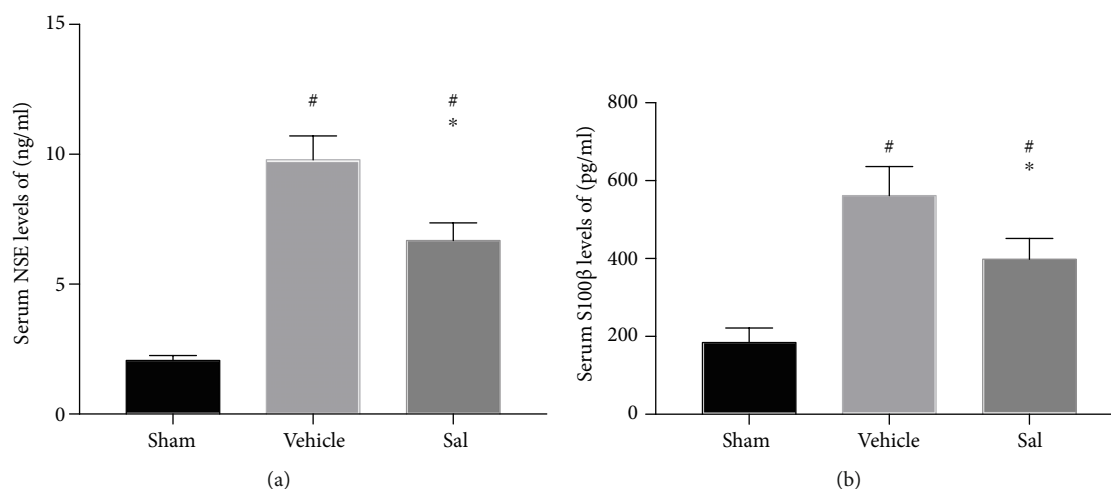 Serum NSE levels of (ng/ml)
15
10
5
0
#
#
*
Sham
Vehicle
Sal
(a)
Serum S100β levels of (pg/ml)
800
600
400
200
0
#
#
*
Sham
Vehicle
Sal
(b)